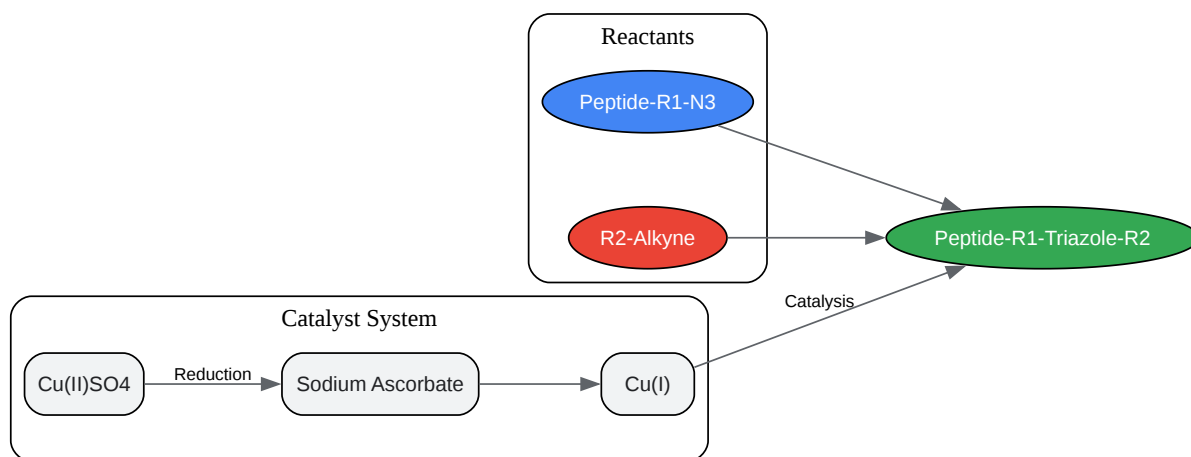 Reactants
Peptide-R1-N3
R2-Alkyne
Peptide-R1-Triazole-R2
Catalysis
Catalyst System
Cu(II)SO4
Reduction
Sodium Ascorbate
Cu(I)